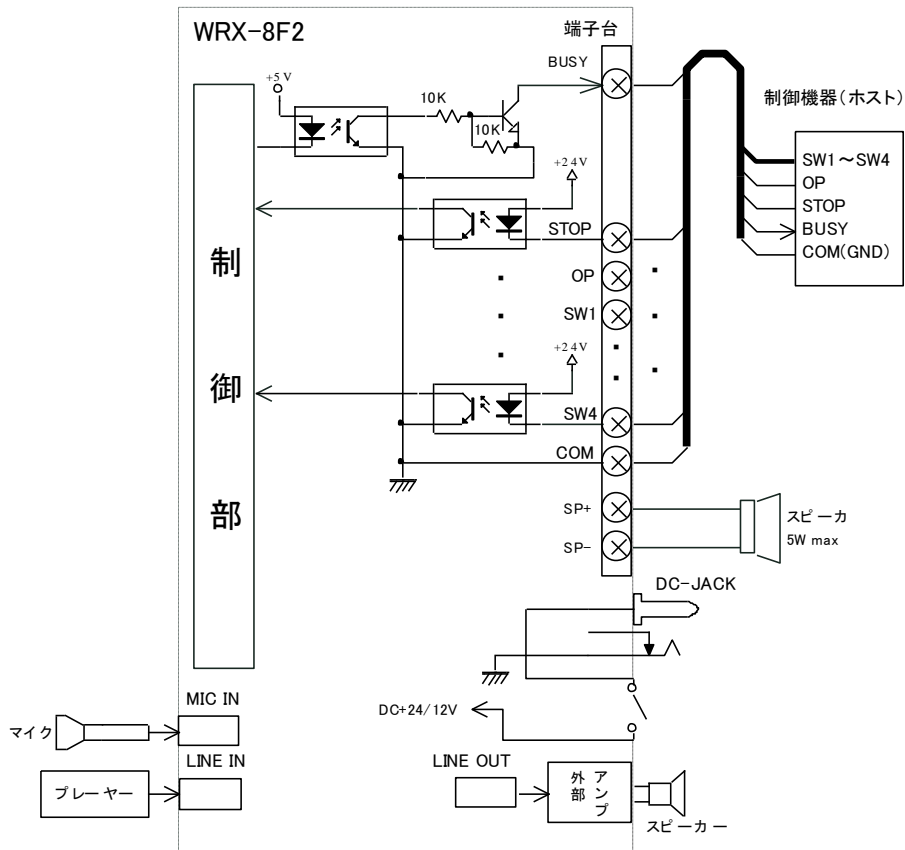 WRX-8F2
端子台
BUSY
+5V
10K
10K
+24V
制御機器(ホスト)
SW1～SW4
OP
STOP
BUSY
COM(GND)
STOP
OP
SW1
+24V
SW4
COM
制御部
SP+
SP-
スピーカ
5W max
DC-JACK
DC+24/12V
MIC IN
マイク
LINE IN
プレーヤー
LINE OUT
外部アンプ
スピーカー